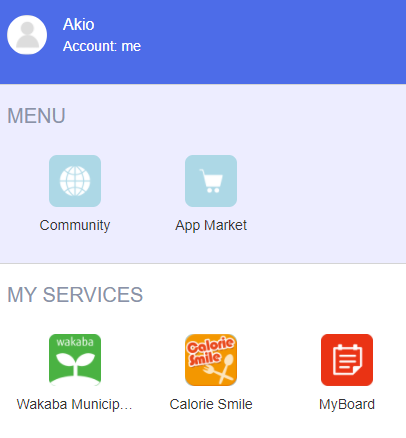 Akio
Account: me
MENU
Community
App Market
MY SERVICES
wakaba
Calorie
Smile
Wakaba Municip...
Calorie Smile
MyBoard